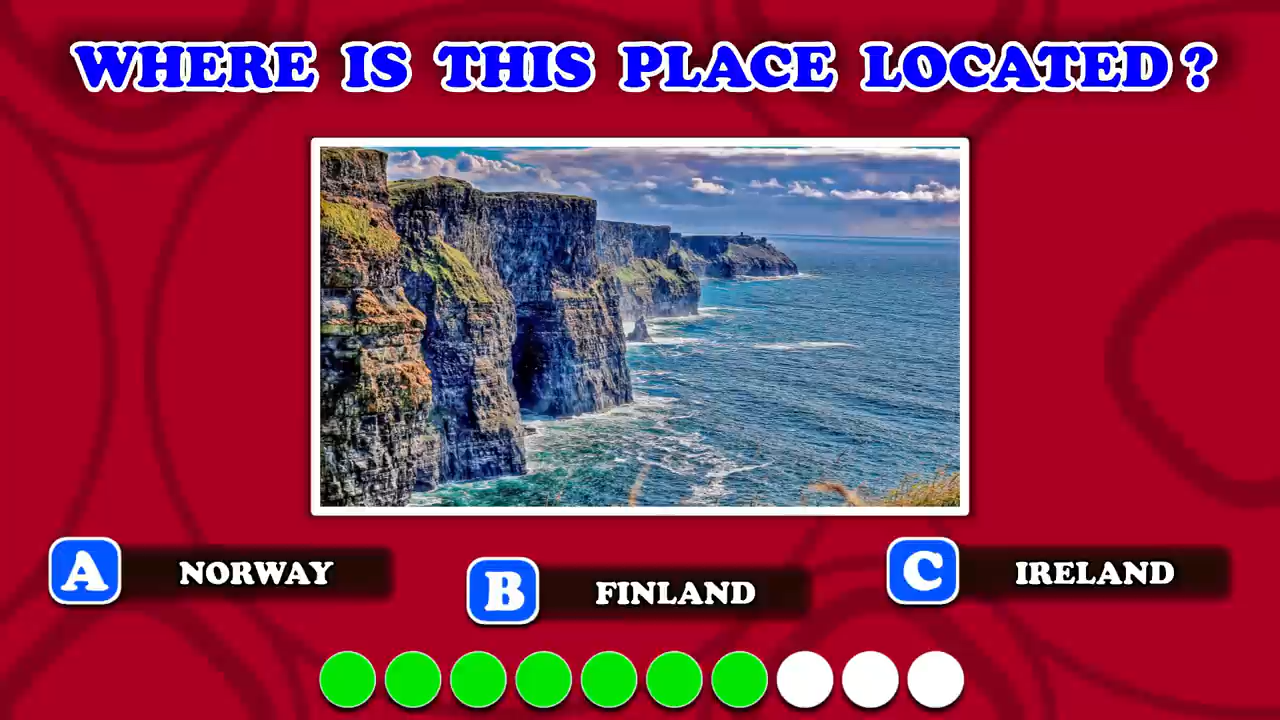 WHERE IS THIS PLACE LOCATED?
A NORWAY
B FINLAND
C IRELAND